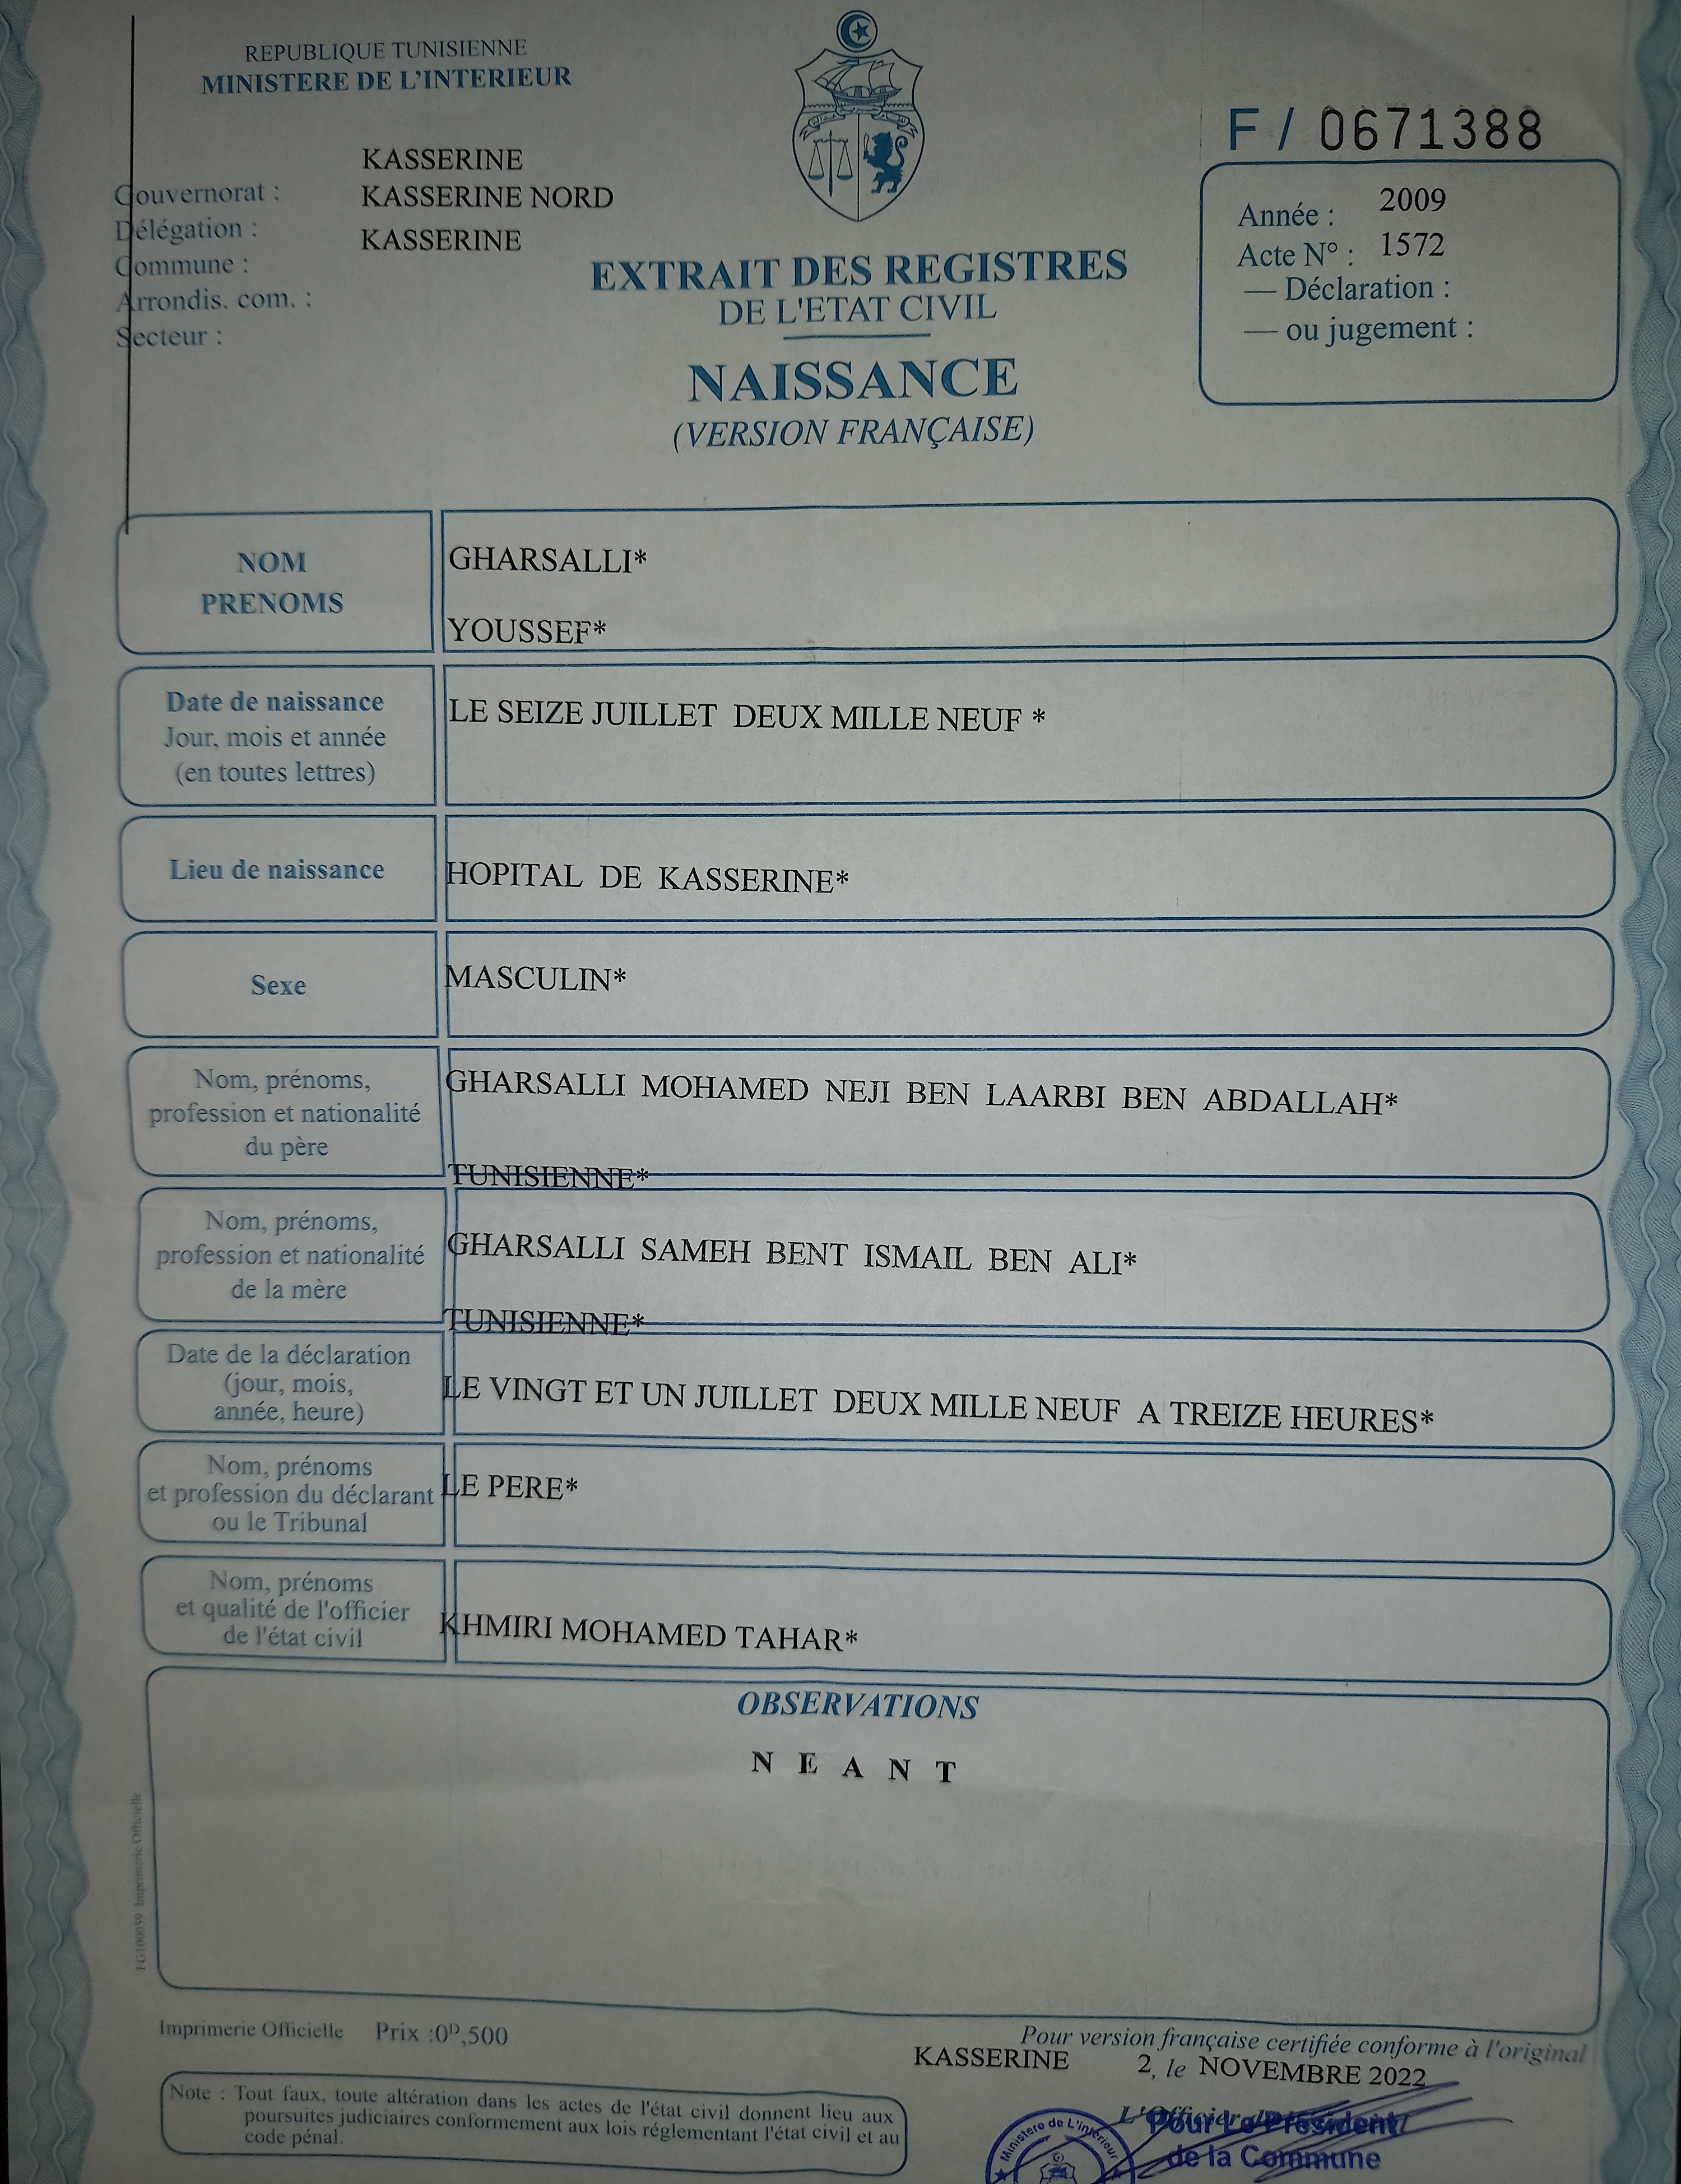 REPUBLIQUE TUNISIENNE
MINISTERE DE L'INTERIEUR
F / 0671388
KASSERINE
Gouvernorat : KASSERINE NORD
Délégation : KASSERINE
Commune :
Arrondis. com. :
Secteur :
Année : 2009
Acte N° : 1572
— Déclaration :
— ou jugement :
EXTRAIT DES REGISTRES
DE L'ETAT CIVIL
NAISSANCE
(VERSION FRANÇAISE)
NOM
PRENOMS
GHARSALLI*
YOUSSEF*
Date de naissance
Jour, mois et année
(en toutes lettres)
LE SEIZE JUILLET DEUX MILLE NEUF *
Lieu de naissance
HOPITAL DE KASSERINE*
Sexe
MASCULIN*
Nom, prénoms,
profession et nationalité
du père
GHARSALLI MOHAMED NEJI BEN LAARBI BEN ABDALLAH*
TUNISIENNE*
Nom, prénoms,
profession et nationalité
de la mère
GHARSALLI SAMEH BENT ISMAIL BEN ALI*
TUNISIENNE*
Date de la déclaration
(jour, mois,
année, heure)
LE VINGT ET UN JUILLET DEUX MILLE NEUF A TREIZE HEURES*
Nom, prénoms
et profession du déclarant
ou le Tribunal
LE PERE*
Nom, prénoms
et qualité de l'officier
de l'état civil
KHMIRI MOHAMED TAHAR*
OBSERVATIONS
N E A N T
FG100059 Imprimerie Officielle
Imprimerie Officielle Prix :0ᴰ,500
Pour version française certifiée conforme à l'original
KASSERINE 2, le NOVEMBRE 2022
Note : Tout faux, toute altération dans les actes de l'état civil donnent lieu aux
poursuites judiciaires conformement aux lois réglementant l'état civil et au
code pénal.
L'Officier
Pour Le Président
de la Commune
Ministere de L'intérieur